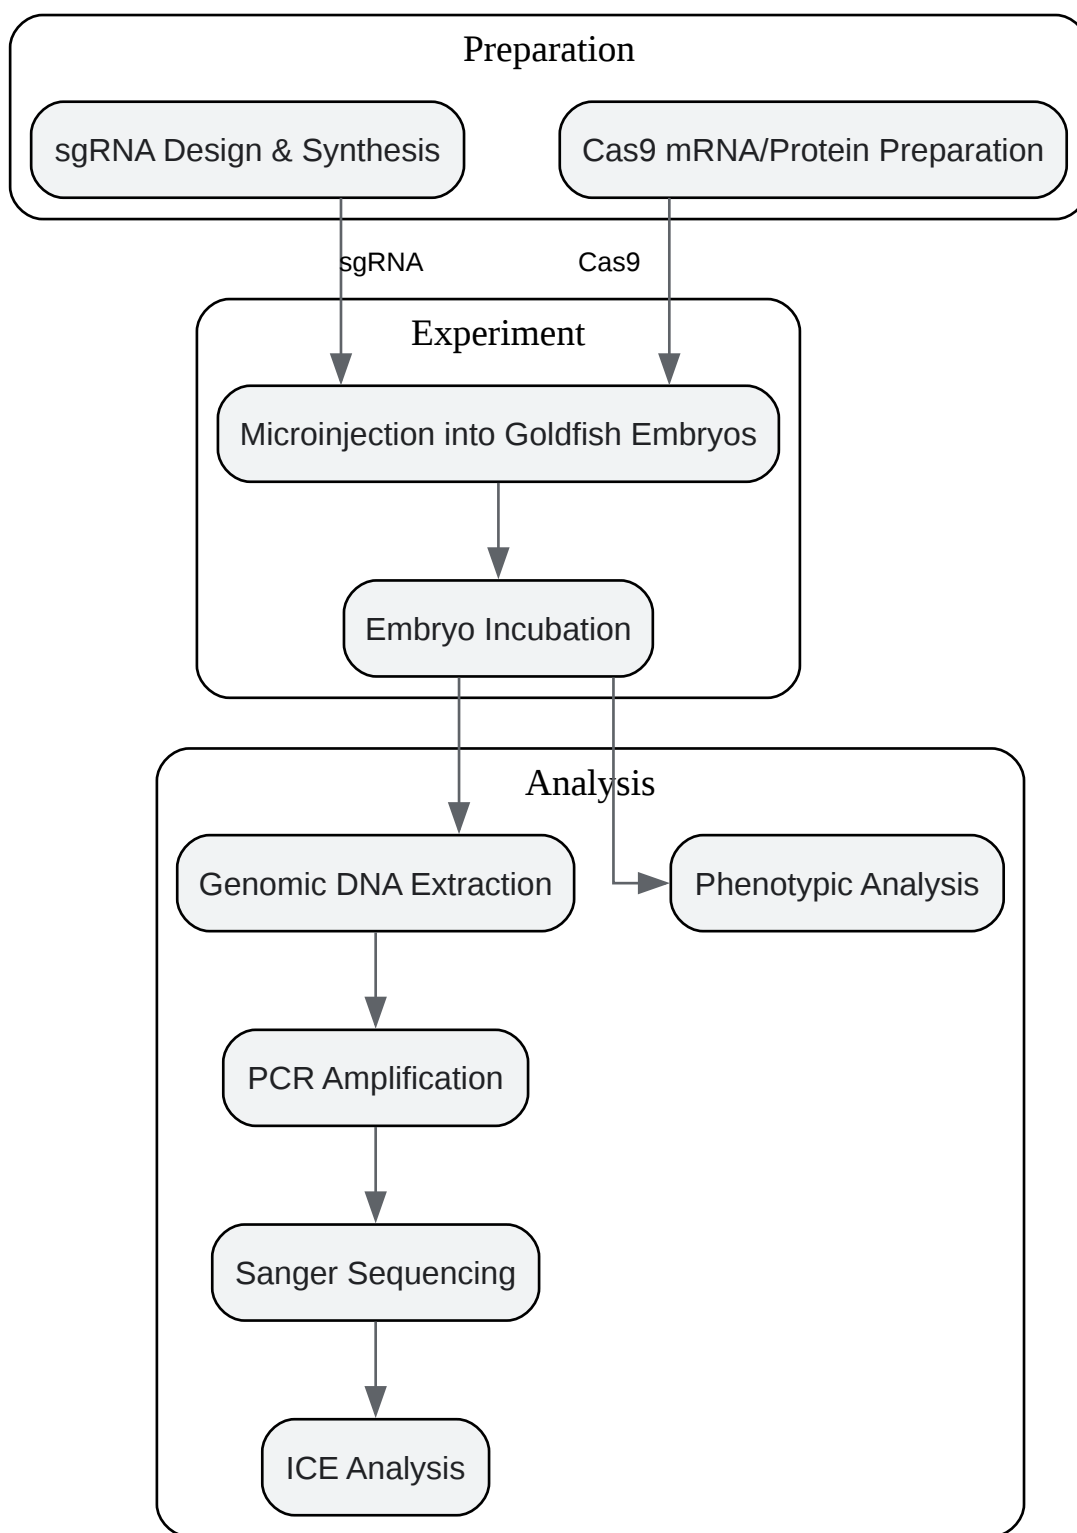 Preparation
sgRNA Design & Synthesis
Cas9 mRNA/Protein Preparation
sgRNA
Cas9
Experiment
Microinjection into Goldfish Embryos
Embryo Incubation
Analysis
Genomic DNA Extraction
Phenotypic Analysis
PCR Amplification
Sanger Sequencing
ICE Analysis